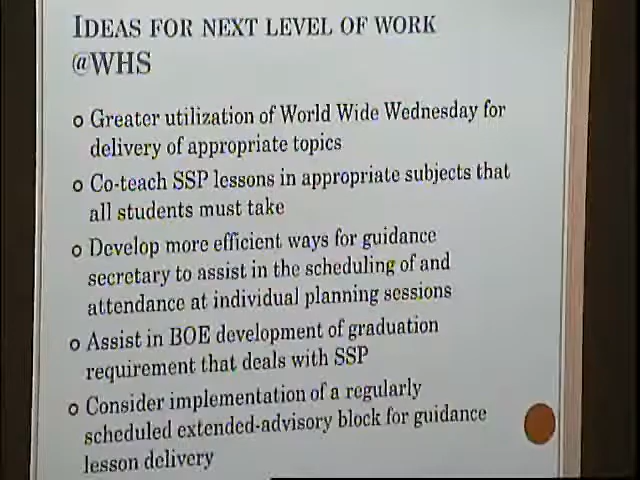 IDEAS FOR NEXT LEVEL OF WORK
@WHS
o Greater utilization of World Wide Wednesday for
delivery of appropriate topics
o Co-teach SSP lessons in appropriate subjects that
all students must take
o Develop more efficient ways for guidance
secretary to assist in the scheduling of and
attendance at individual planning sessions
o Assist in BOE development of graduation
requirement that deals with SSP
o Consider implementation of a regularly
scheduled extended-advisory block for guidance
lesson delivery